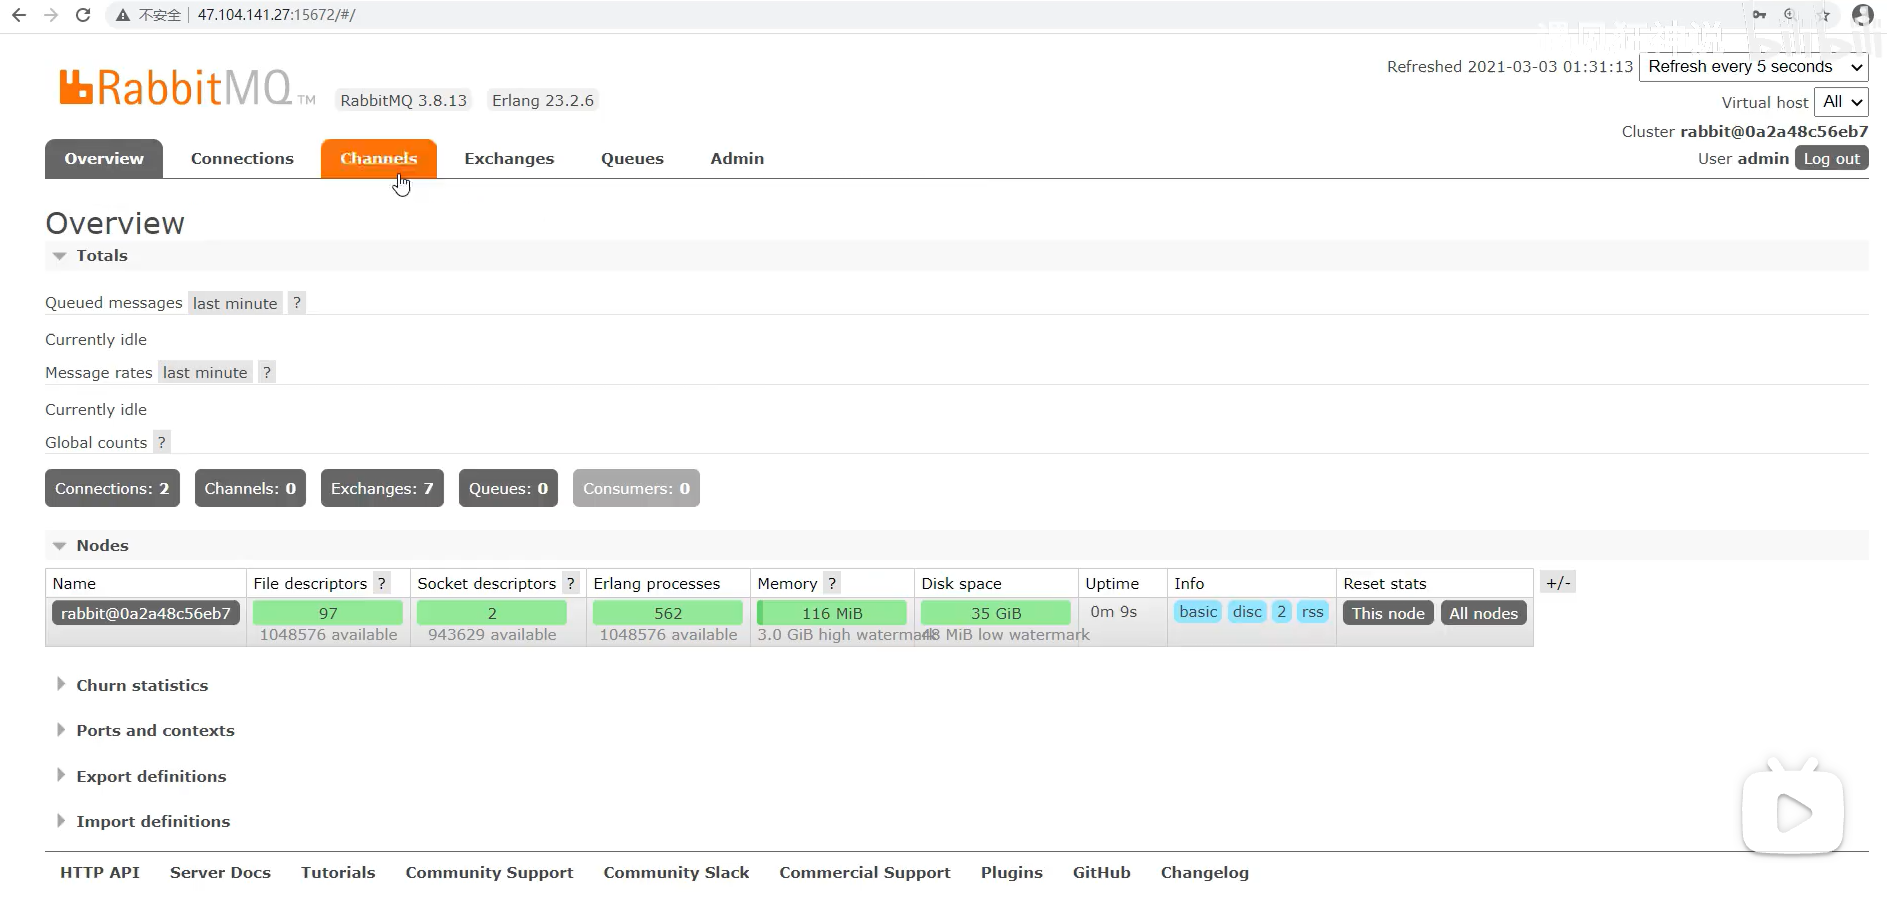 不安全 47.104.141.27:15672/#/
RabbitMQ TM RabbitMQ 3.8.13 Erlang 23.2.6
Refreshed 2021-03-03 01:31:13 Refresh every 5 seconds
Virtual host All
Cluster rabbit@0a2a48c56eb7
User admin Log out
Overview Connections Channels Exchanges Queues Admin
Overview
Totals
Queued messages last minute ?
Currently idle
Message rates last minute ?
Currently idle
Global counts ?
Connections: 2 Channels: 0 Exchanges: 7 Queues: 0 Consumers: 0
Nodes
Name File descriptors ? Socket descriptors ? Erlang processes Memory ? Disk space Uptime Info Reset stats +/-
rabbit@0a2a48c56eb7 97 2 562 116 MiB 35 GiB 0m 9s basic disc 2 rss This node All nodes
1048576 available 943629 available 1048576 available 3.0 GiB high watermark 48 MiB low watermark
Churn statistics
Ports and contexts
Export definitions
Import definitions
HTTP API Server Docs Tutorials Community Support Community Slack Commercial Support Plugins GitHub Changelog